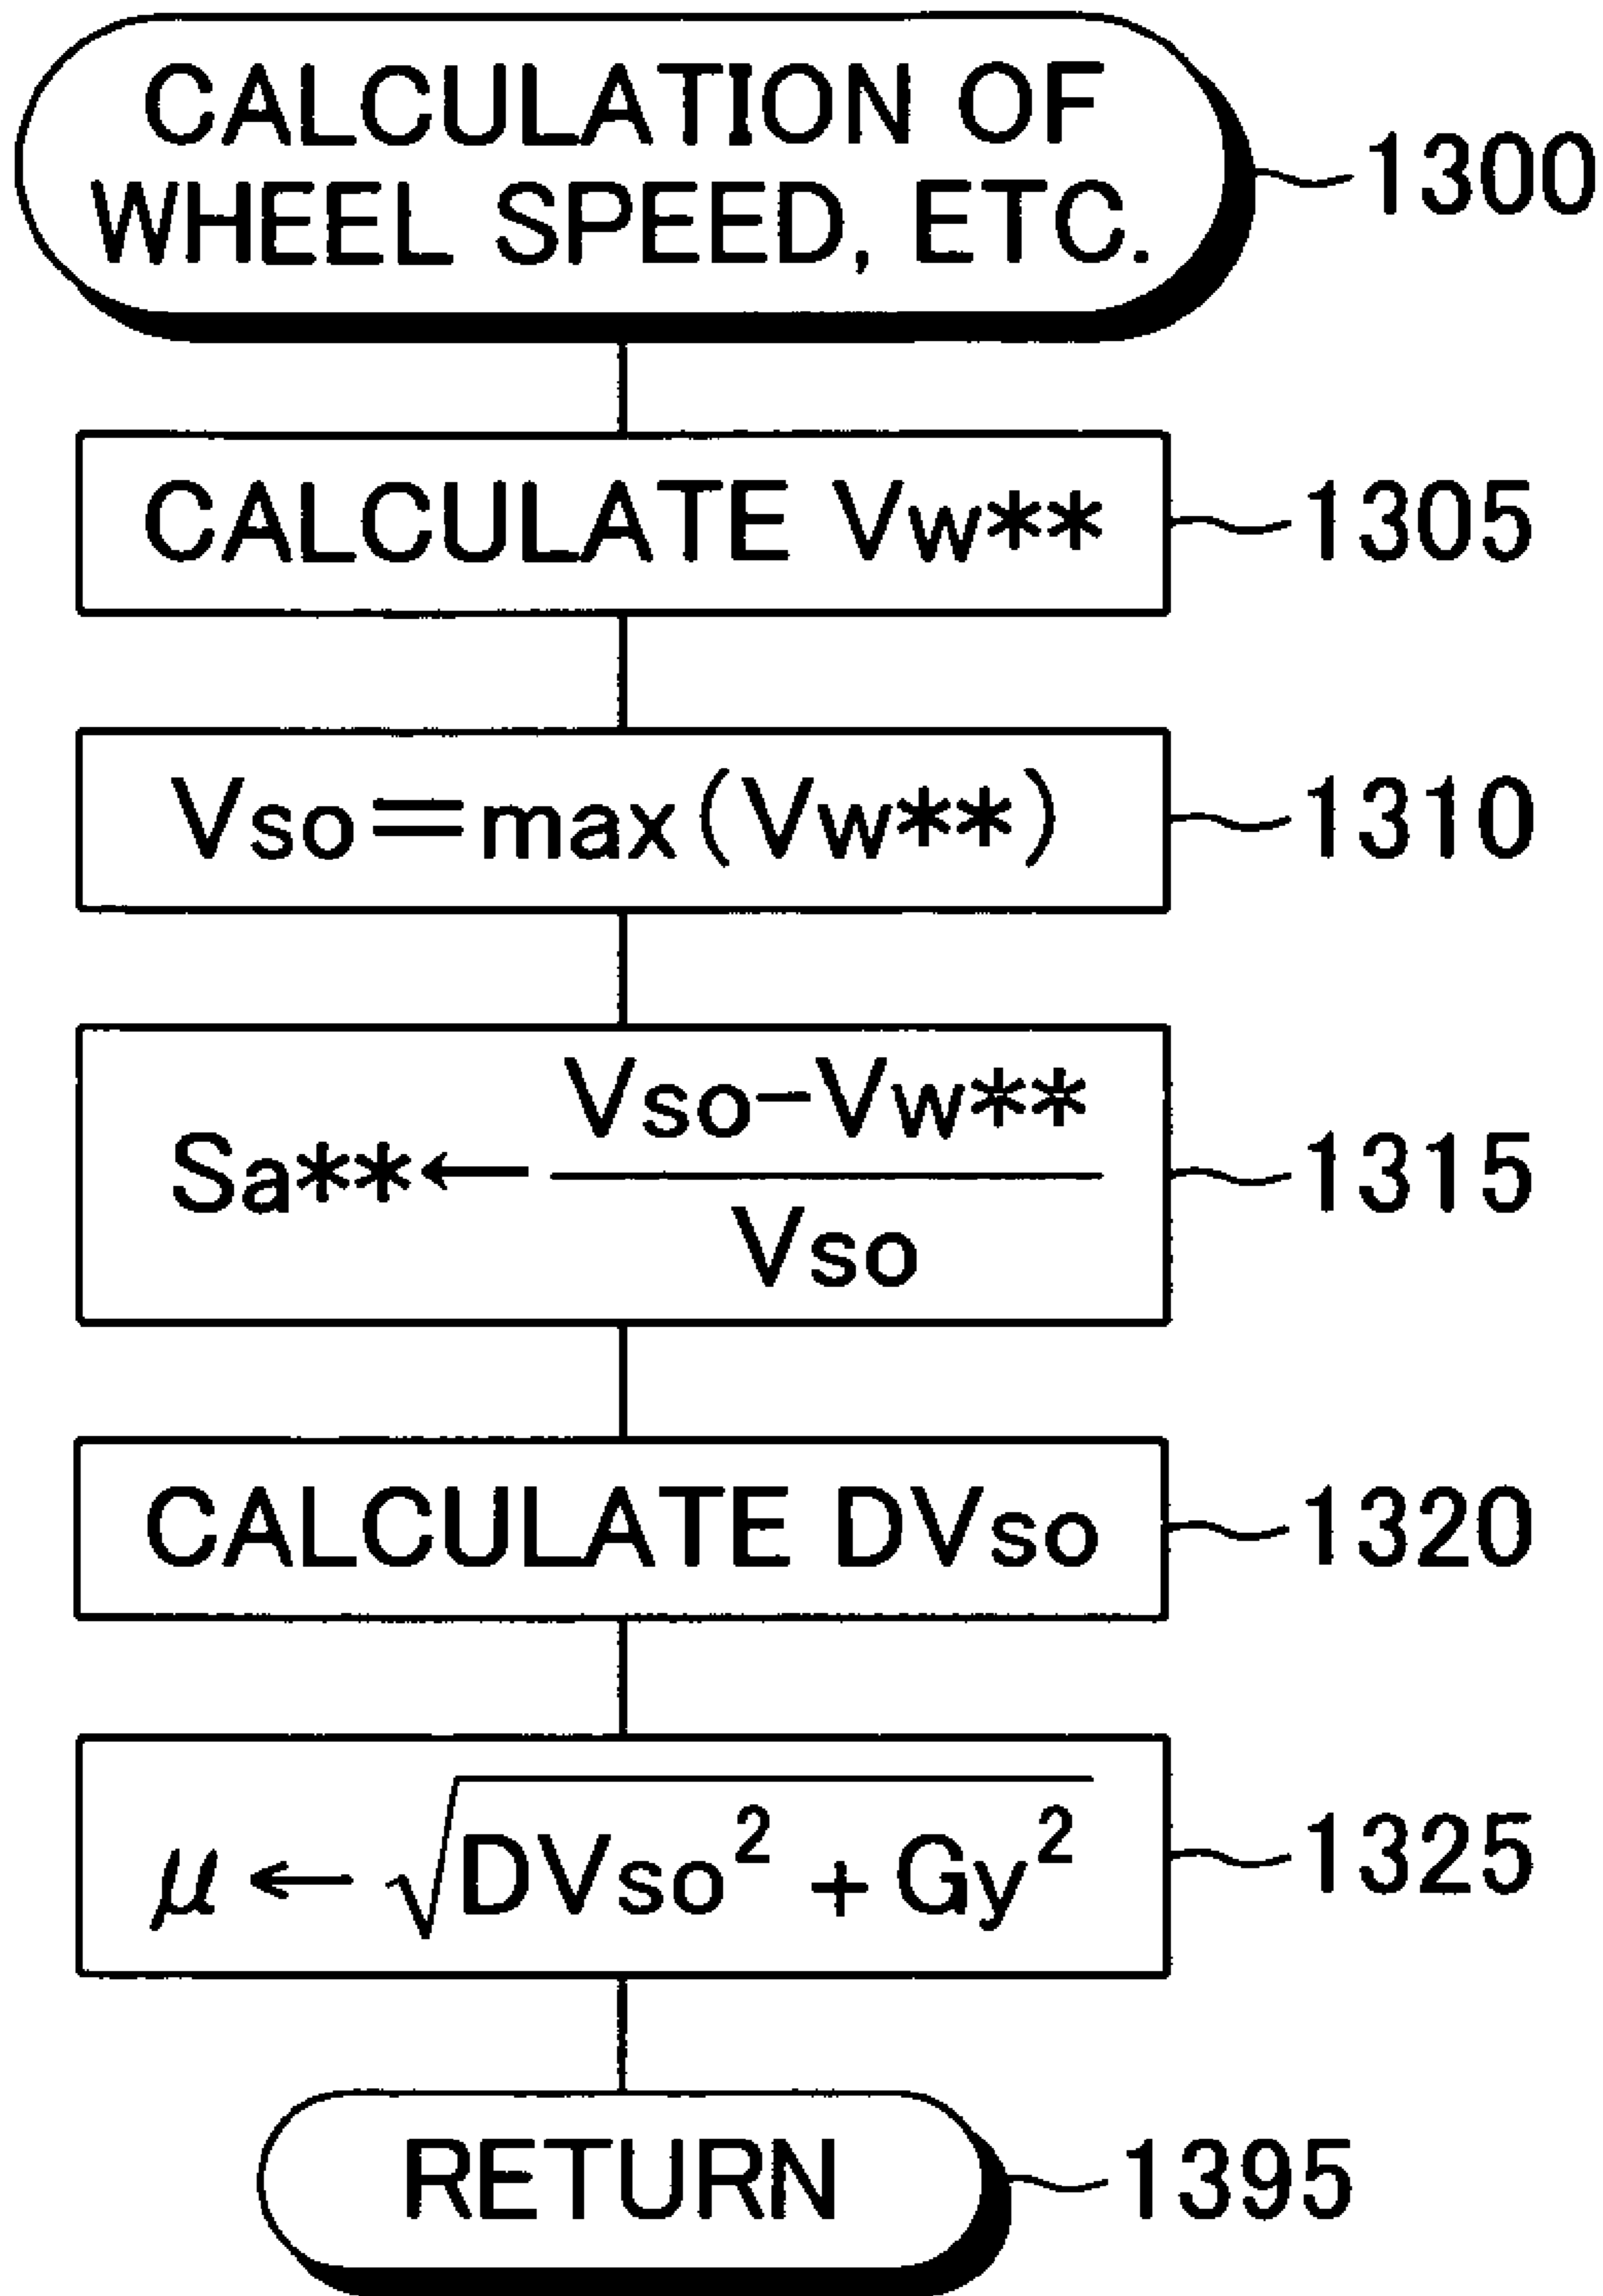 CALCULATION OF
WHEEL SPEED, ETC.
1300
CALCULATE Vw**
1305
Vso=max(Vw**)
1310
Vso-Vw**
Sa**←
Vso
1315
CALCULATE DVso
1320
μ ← √DVso² + Gy²
1325
RETURN
1395